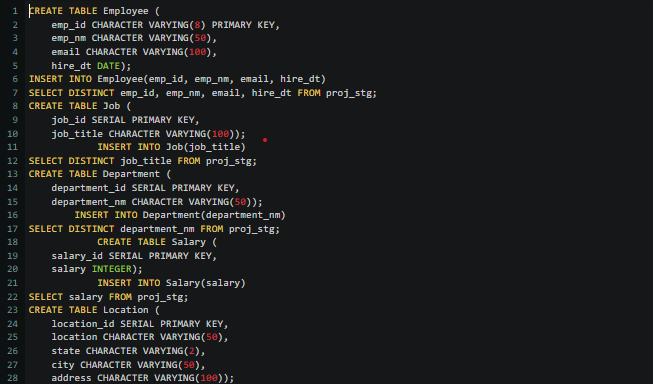 1 CREATE TABLE Employee (
2 emp_id CHARACTER VARYING(8) PRIMARY KEY,
3 emp_nm CHARACTER VARYING(50),
4 email CHARACTER VARYING(100),
5 hire_dt DATE);
6 INSERT INTO Employee(emp_id, emp_nm, email, hire_dt)
7 SELECT DISTINCT emp_id, emp_nm, email, hire_dt FROM proj_stg;
8 CREATE TABLE Job (
9 job_id SERIAL PRIMARY KEY,
10 job_title CHARACTER VARYING(100));
11 INSERT INTO Job(job_title)
12 SELECT DISTINCT job_title FROM proj_stg;
13 CREATE TABLE Department (
14 department_id SERIAL PRIMARY KEY,
15 department_nm CHARACTER VARYING(50));
16 INSERT INTO Department(department_nm)
17 SELECT DISTINCT department_nm FROM proj_stg;
18 CREATE TABLE Salary (
19 salary_id SERIAL PRIMARY KEY,
20 salary INTEGER);
21 INSERT INTO Salary(salary)
22 SELECT salary FROM proj_stg;
23 CREATE TABLE Location (
24 location_id SERIAL PRIMARY KEY,
25 location CHARACTER VARYING(50),
26 state CHARACTER VARYING(2),
27 city CHARACTER VARYING(50),
28 address CHARACTER VARYING(100));